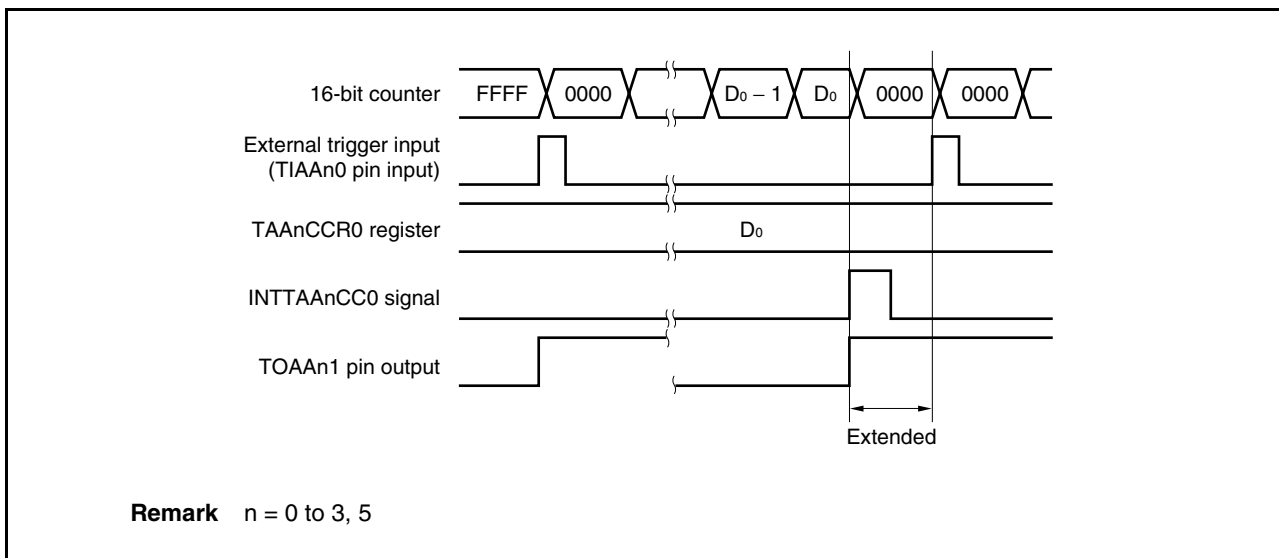 16-bit counter FFFF 0000 D₀ − 1 D₀ 0000 0000
External trigger input
(TIAAn0 pin input)
TAAnCCR0 register D₀
INTTAAnCC0 signal
TOAAn1 pin output
Extended
Remark n = 0 to 3, 5